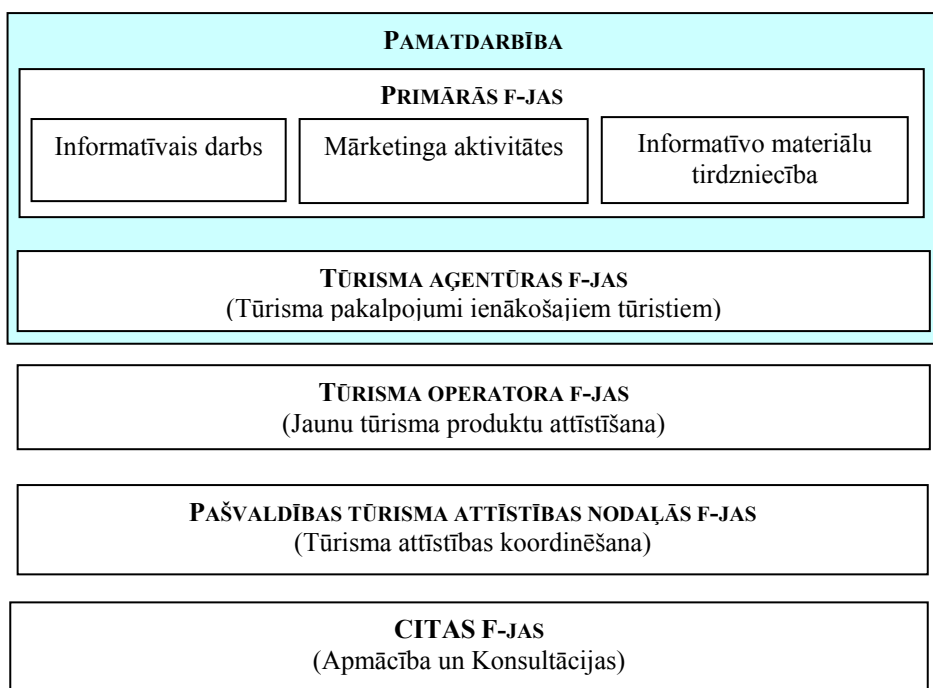 PAMATDARBĪBA
PRIMĀRĀS F-JAS
Informatīvais darbs
Mārketinga aktivitātes
Informatīvo materiālu
tirdzniecība
TŪRISMA AĢENTŪRAS F-JAS
(Tūrisma pakalpojumi ienākošajiem tūristiem)
TŪRISMA OPERATORA F-JAS
(Jaunu tūrisma produktu attīstīšana)
PAŠVALDĪBAS TŪRISMA ATTĪSTĪBAS NODAĻĀS F-JAS
(Tūrisma attīstības koordinēšana)
CITAS F-JAS
(Apmācība un Konsultācijas)